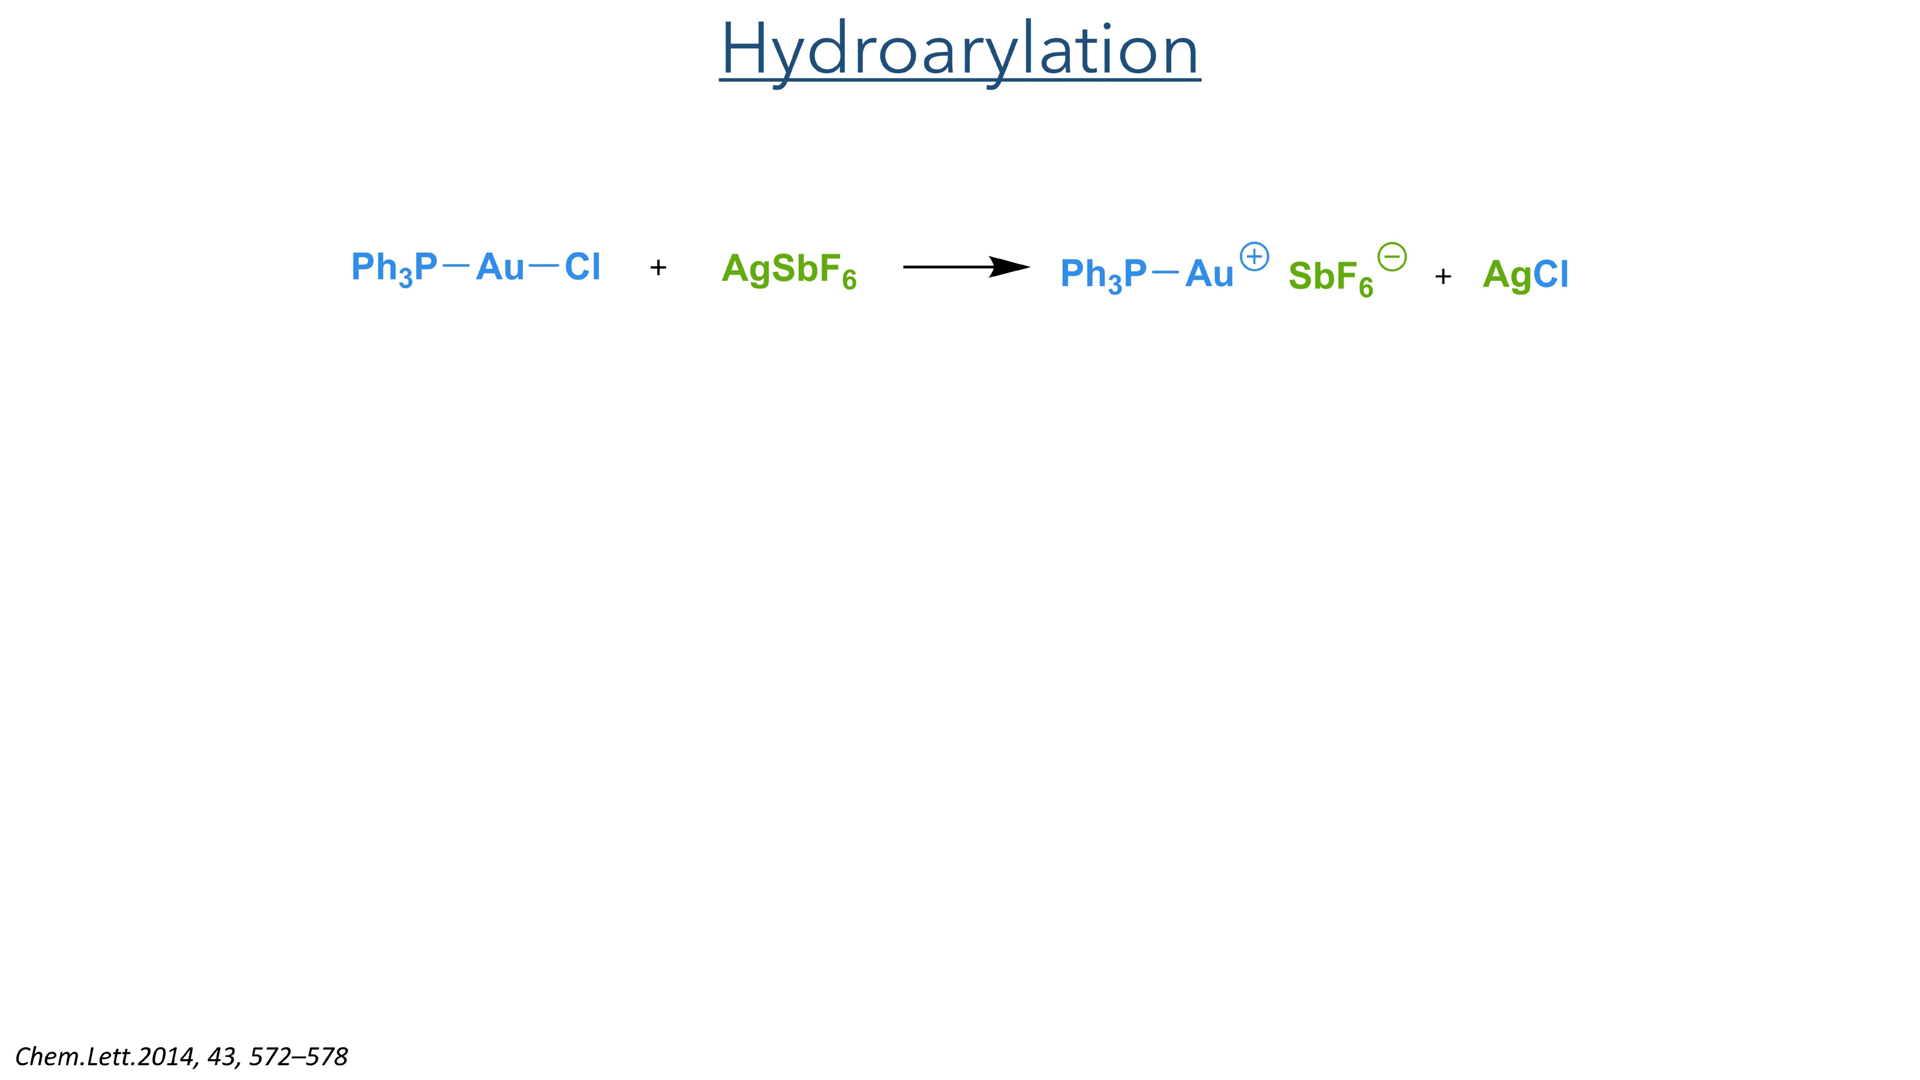 Hydroarylation
Ph₃P—Au—Cl + AgSbF₆ ⟶ Ph₃P—Au⊕ SbF₆⊖ + AgCl
Chem.Lett.2014, 43, 572–578